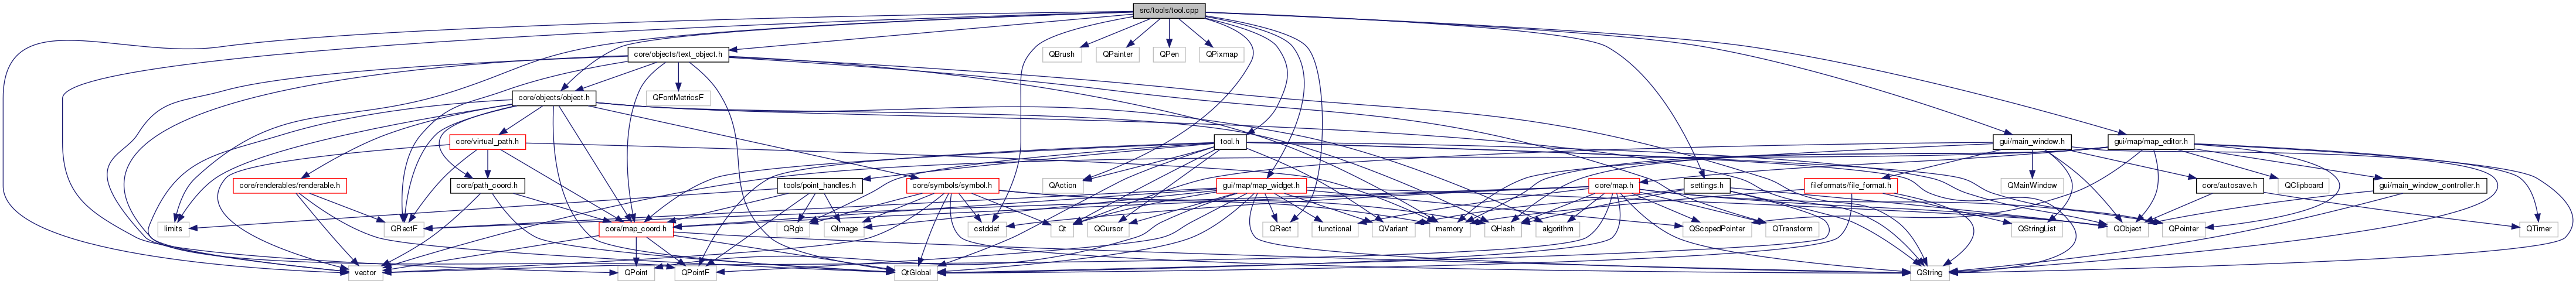 src/tools/tool.cpp
core/objects/text_object.h
QBrush
QPainter
QPen
QPixmap
QFontMetricsF
core/objects/object.h
core/virtual_path.h
tool.h
gui/main_window.h
gui/map/map_editor.h
core/renderables/renderable.h
core/path_coord.h
QAction
tools/point_handles.h
core/symbols/symbol.h
gui/map/map_widget.h
core/map.h
settings.h
fileformats/file_format.h
QMainWindow
core/autosave.h
QClipboard
gui/main_window_controller.h
limits
QRectF
core/map_coord.h
QRgb
QImage
cstddef
Qt
QCursor
QRect
functional
QVariant
memory
QHash
algorithm
QScopedPointer
QTransform
QStringList
QObject
QPointer
QTimer
vector
QPoint
QPointF
QtGlobal
QString